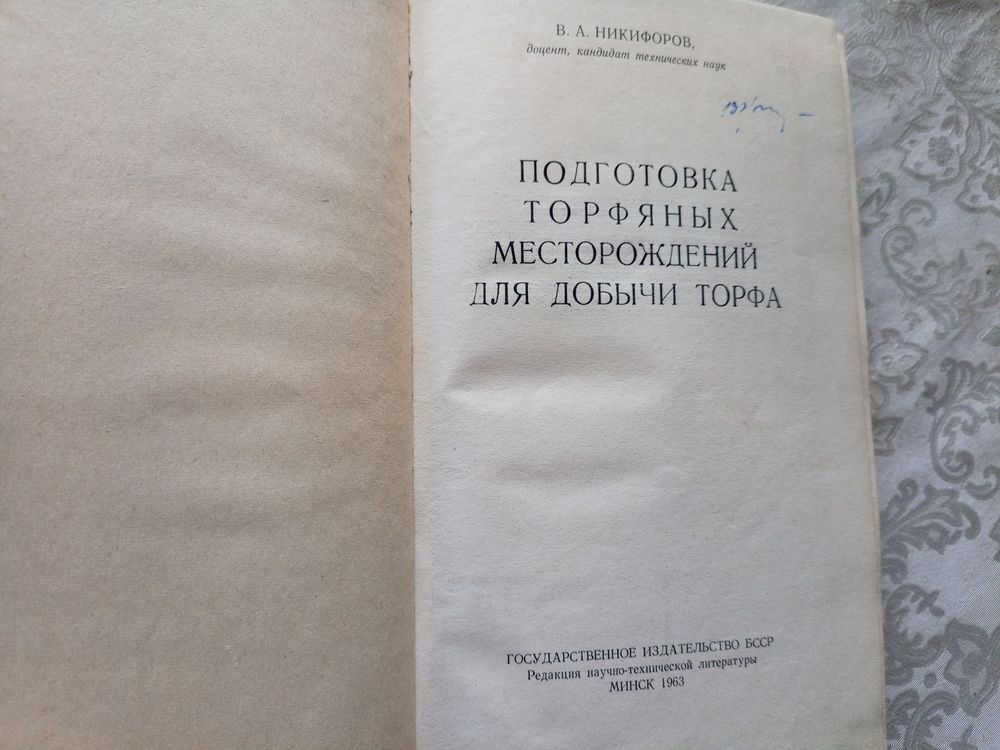 В. А. НИКИФОРОВ,
доцент, кандидат технических наук
ПОДГОТОВКА
ТОРФЯНЫХ
МЕСТОРОЖДЕНИЙ
ДЛЯ ДОБЫЧИ ТОРФА
ГОСУДАРСТВЕННОЕ ИЗДАТЕЛЬСТВО БССР
Редакция научно-технической литературы
МИНСК 1963